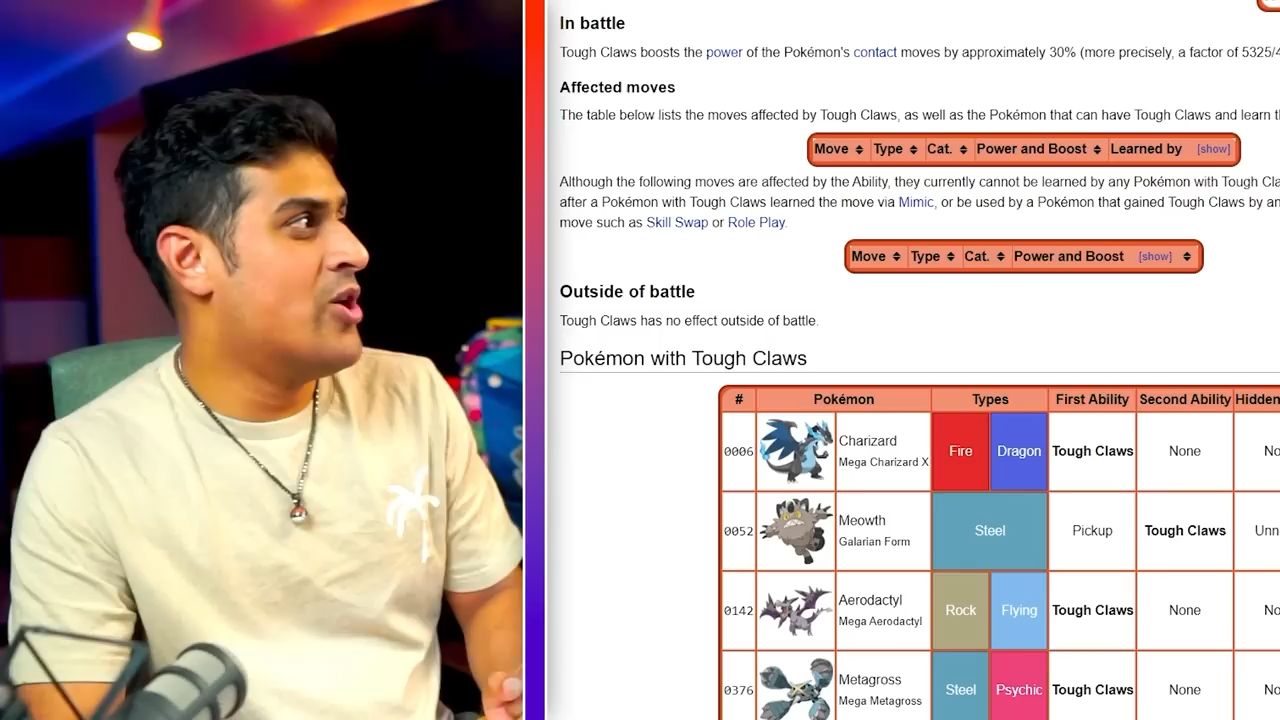 In battle
Tough Claws boosts the power of the Pokémon's contact moves by approximately 30% (more precisely, a factor of 5325/4
Affected moves
The table below lists the moves affected by Tough Claws, as well as the Pokémon that can have Tough Claws and learn
Move Type Cat. Power and Boost Learned by [show]
Although the following moves are affected by the Ability, they currently cannot be learned by any Pokémon with Tough
after a Pokémon with Tough Claws learned the move via Mimic, or be used by a Pokémon that gained Tough Claws by
move such as Skill Swap or Role Play.
Move Type Cat. Power and Boost [show]
Outside of battle
Tough Claws has no effect outside of battle.
Pokémon with Tough Claws
# Pokémon Types First Ability Second Ability Hidden
0006 Charizard Mega Charizard X Fire Dragon Tough Claws None
0052 Meowth Galarian Form Steel Pickup Tough Claws
0142 Aerodactyl Mega Aerodactyl Rock Flying Tough Claws None
0376 Metagross Mega Metagross Steel Psychic Tough Claws None